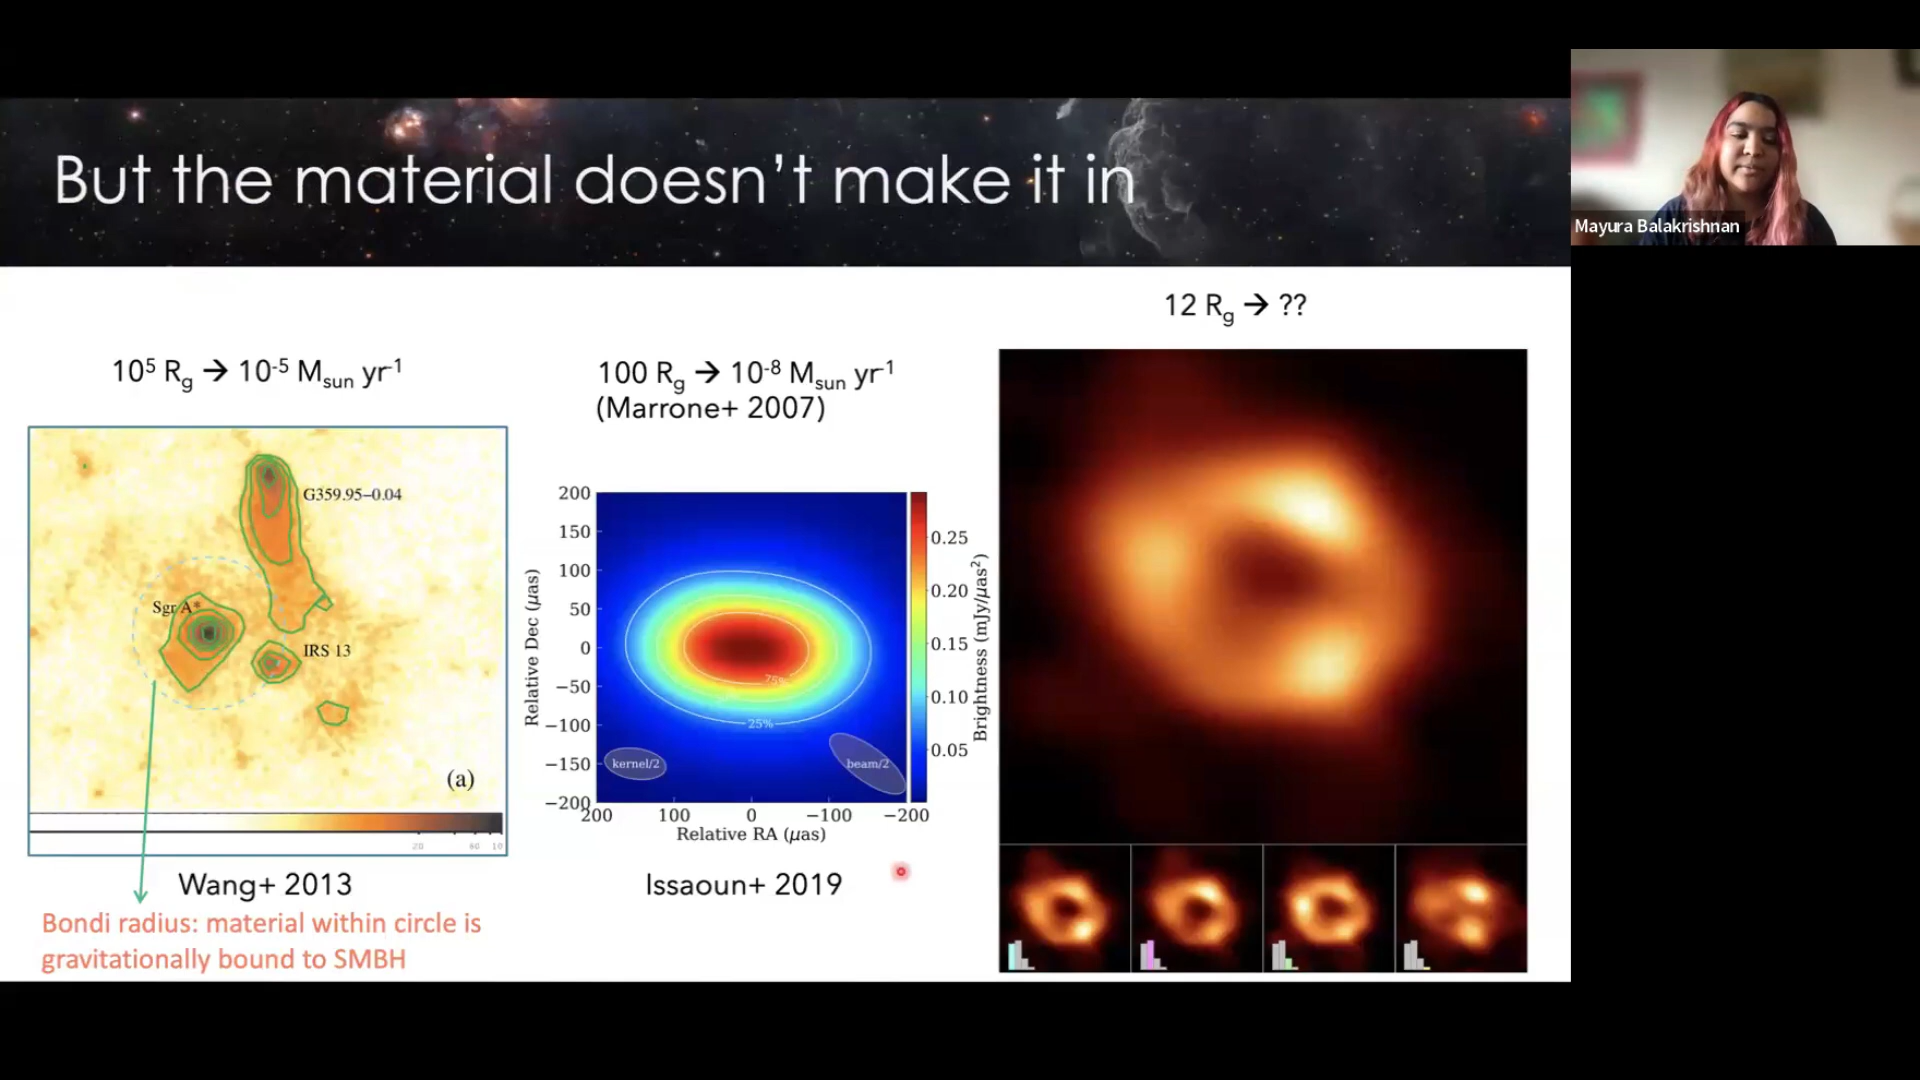 But the material doesn't make it in
Mayura Balakrishnan
12 Rg → ??
10⁵ Rg → 10⁻⁵ Msun yr⁻¹
100 Rg → 10⁻⁸ Msun yr⁻¹
(Marrone+ 2007)
G359.95–0.04
Sgr A*
IRS 13
(a)
20 60 10
200
150
100
50
0
−50
−100
−150
−200
Relative Dec (μas)
75%
25%
kernel/2
beam/2
200 100 0 −100 −200
Relative RA (μas)
0.25
0.20
0.15
0.10
0.05
Brightness (mJy/μas²)
Wang+ 2013
Issaoun+ 2019
Bondi radius: material within circle is
gravitationally bound to SMBH